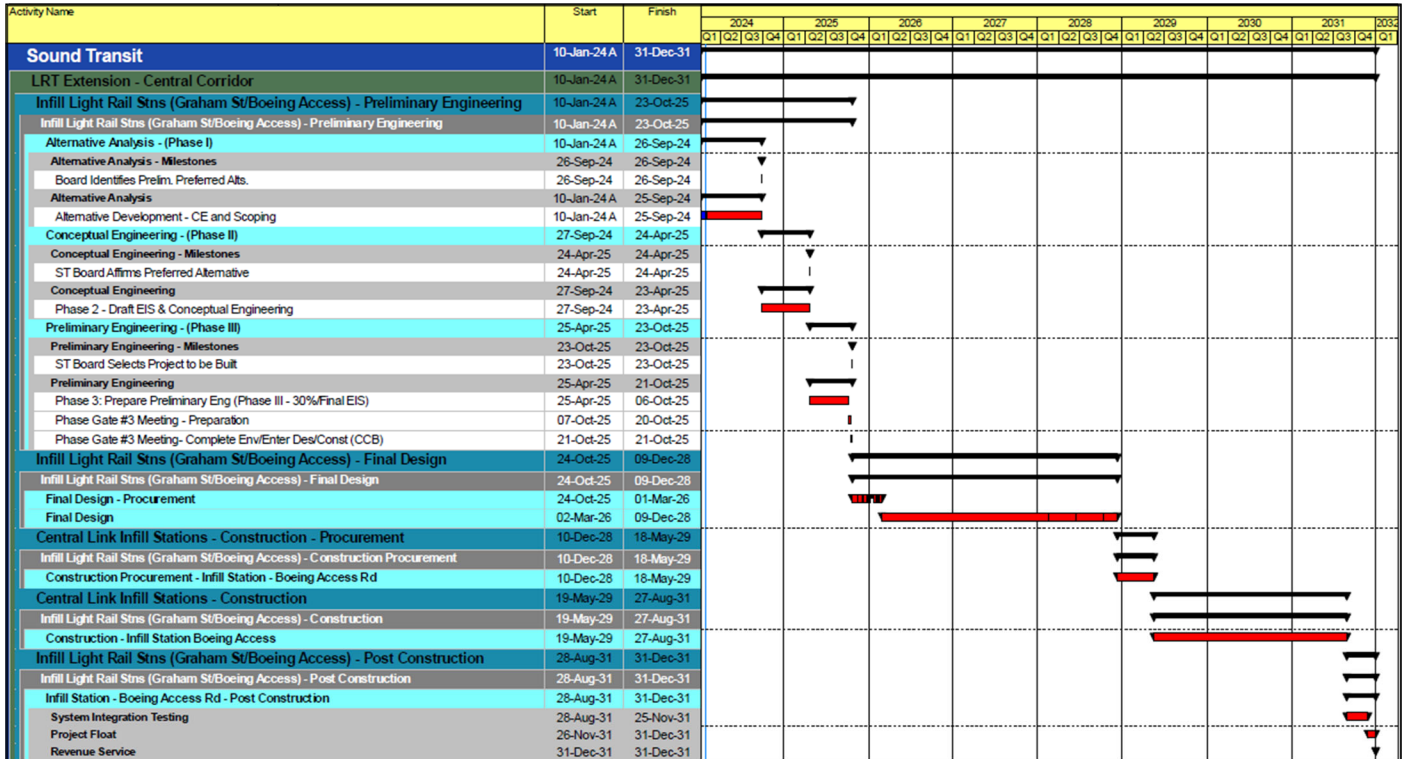 Activity Name Start Finish
2024 2025 2026 2027 2028 2029 2030 2031 2032
Q1 Q2 Q3 Q4 Q1 Q2 Q3 Q4 Q1 Q2 Q3 Q4 Q1 Q2 Q3 Q4 Q1 Q2 Q3 Q4 Q1 Q2 Q3 Q4 Q1 Q2 Q3 Q4 Q1 Q2 Q3 Q4 Q1
Sound Transit 10-Jan-24 A 31-Dec-31
LRT Extension - Central Corridor 10-Jan-24 A 31-Dec-31
Infill Light Rail Stns (Graham St/Boeing Access) - Preliminary Engineering 10-Jan-24 A 23-Oct-25
Infill Light Rail Stns (Graham St/Boeing Access) - Preliminary Engineering 10-Jan-24 A 23-Oct-25
Alternative Analysis - (Phase I) 10-Jan-24 A 26-Sep-24
Alternative Analysis - Milestones 26-Sep-24 26-Sep-24
Board Identifies Prelim. Preferred Alts. 26-Sep-24 26-Sep-24
Alternative Analysis 10-Jan-24 A 25-Sep-24
Alternative Development - CE and Scoping 10-Jan-24 A 25-Sep-24
Conceptual Engineering - (Phase II) 27-Sep-24 24-Apr-25
Conceptual Engineering - Milestones 24-Apr-25 24-Apr-25
ST Board Affirms Preferred Alternative 24-Apr-25 24-Apr-25
Conceptual Engineering 27-Sep-24 23-Apr-25
Phase 2 - Draft EIS & Conceptual Engineering 27-Sep-24 23-Apr-25
Preliminary Engineering - (Phase III) 25-Apr-25 23-Oct-25
Preliminary Engineering - Milestones 23-Oct-25 23-Oct-25
ST Board Selects Project to be Built 23-Oct-25 23-Oct-25
Preliminary Engineering 25-Apr-25 21-Oct-25
Phase 3: Prepare Preliminary Eng (Phase III - 30%/Final EIS) 25-Apr-25 06-Oct-25
Phase Gate #3 Meeting - Preparation 07-Oct-25 20-Oct-25
Phase Gate #3 Meeting- Complete Env/Enter Des/Const (CCB) 21-Oct-25 21-Oct-25
Infill Light Rail Stns (Graham St/Boeing Access) - Final Design 24-Oct-25 09-Dec-28
Infill Light Rail Stns (Graham St/Boeing Access) - Final Design 24-Oct-25 09-Dec-28
Final Design - Procurement 24-Oct-25 01-Mar-26
Final Design 02-Mar-26 09-Dec-28
Central Link Infill Stations - Construction - Procurement 10-Dec-28 18-May-29
Infill Light Rail Stns (Graham St/Boeing Access) - Construction Procurement 10-Dec-28 18-May-29
Construction Procurement - Infill Station - Boeing Access Rd 10-Dec-28 18-May-29
Central Link Infill Stations - Construction 19-May-29 27-Aug-31
Infill Light Rail Stns (Graham St/Boeing Access) - Construction 19-May-29 27-Aug-31
Construction - Infill Station Boeing Access 19-May-29 27-Aug-31
Infill Light Rail Stns (Graham St/Boeing Access) - Post Construction 28-Aug-31 31-Dec-31
Infill Light Rail Stns (Graham St/Boeing Access) - Post Construction 28-Aug-31 31-Dec-31
Infill Station - Boeing Access Rd - Post Construction 28-Aug-31 31-Dec-31
System Integration Testing 28-Aug-31 25-Nov-31
Project Float 26-Nov-31 31-Dec-31
Revenue Service 31-Dec-31 31-Dec-31